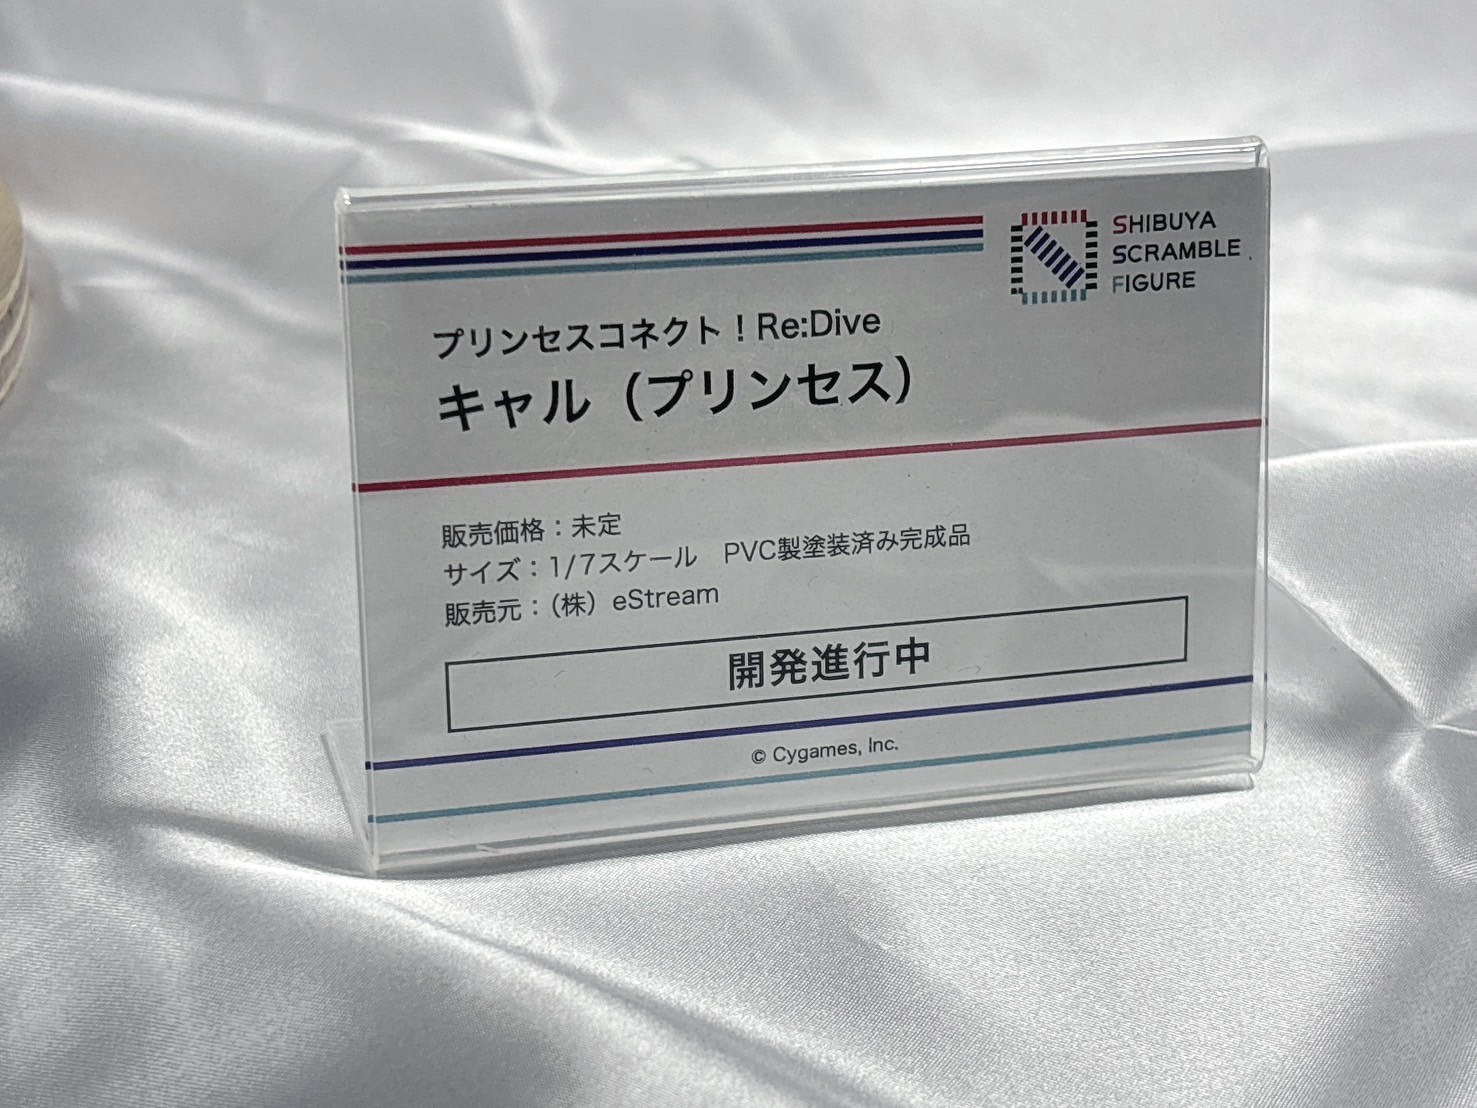 SHIBUYA
SCRAMBLE
FIGURE
プリンセスコネクト！Re:Dive
キャル（プリンセス）
販売価格：未定
サイズ：1/7スケール　PVC製塗装済み完成品
販売元：（株）eStream
開発進行中
© Cygames, Inc.